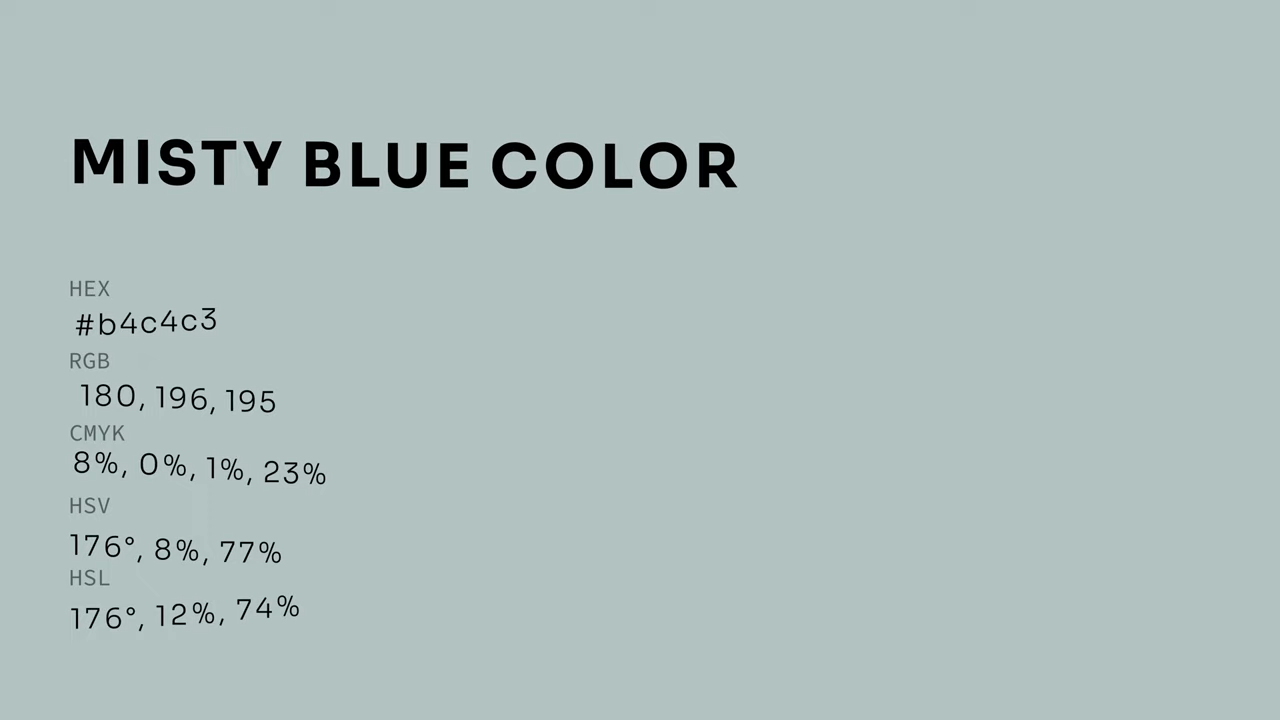 MISTY BLUE COLOR
HEX
#b4c4c3
RGB
180, 196, 195
CMYK
8%, 0%, 1%, 23%
HSV
176°, 8%, 77%
HSL
176°, 12%, 74%